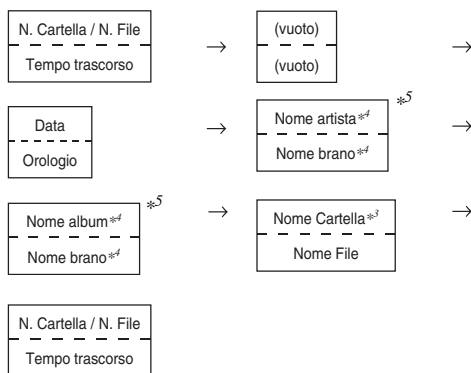 N. Cartella / N. File → (vuoto) →
Tempo trascorso (vuoto)
Data → Nome artista*4 *5 →
Orologio Nome brano*4
Nome album*4 *5 → Nome Cartella*3 →
Nome brano*4 Nome File
N. Cartella / N. File
Tempo trascorso